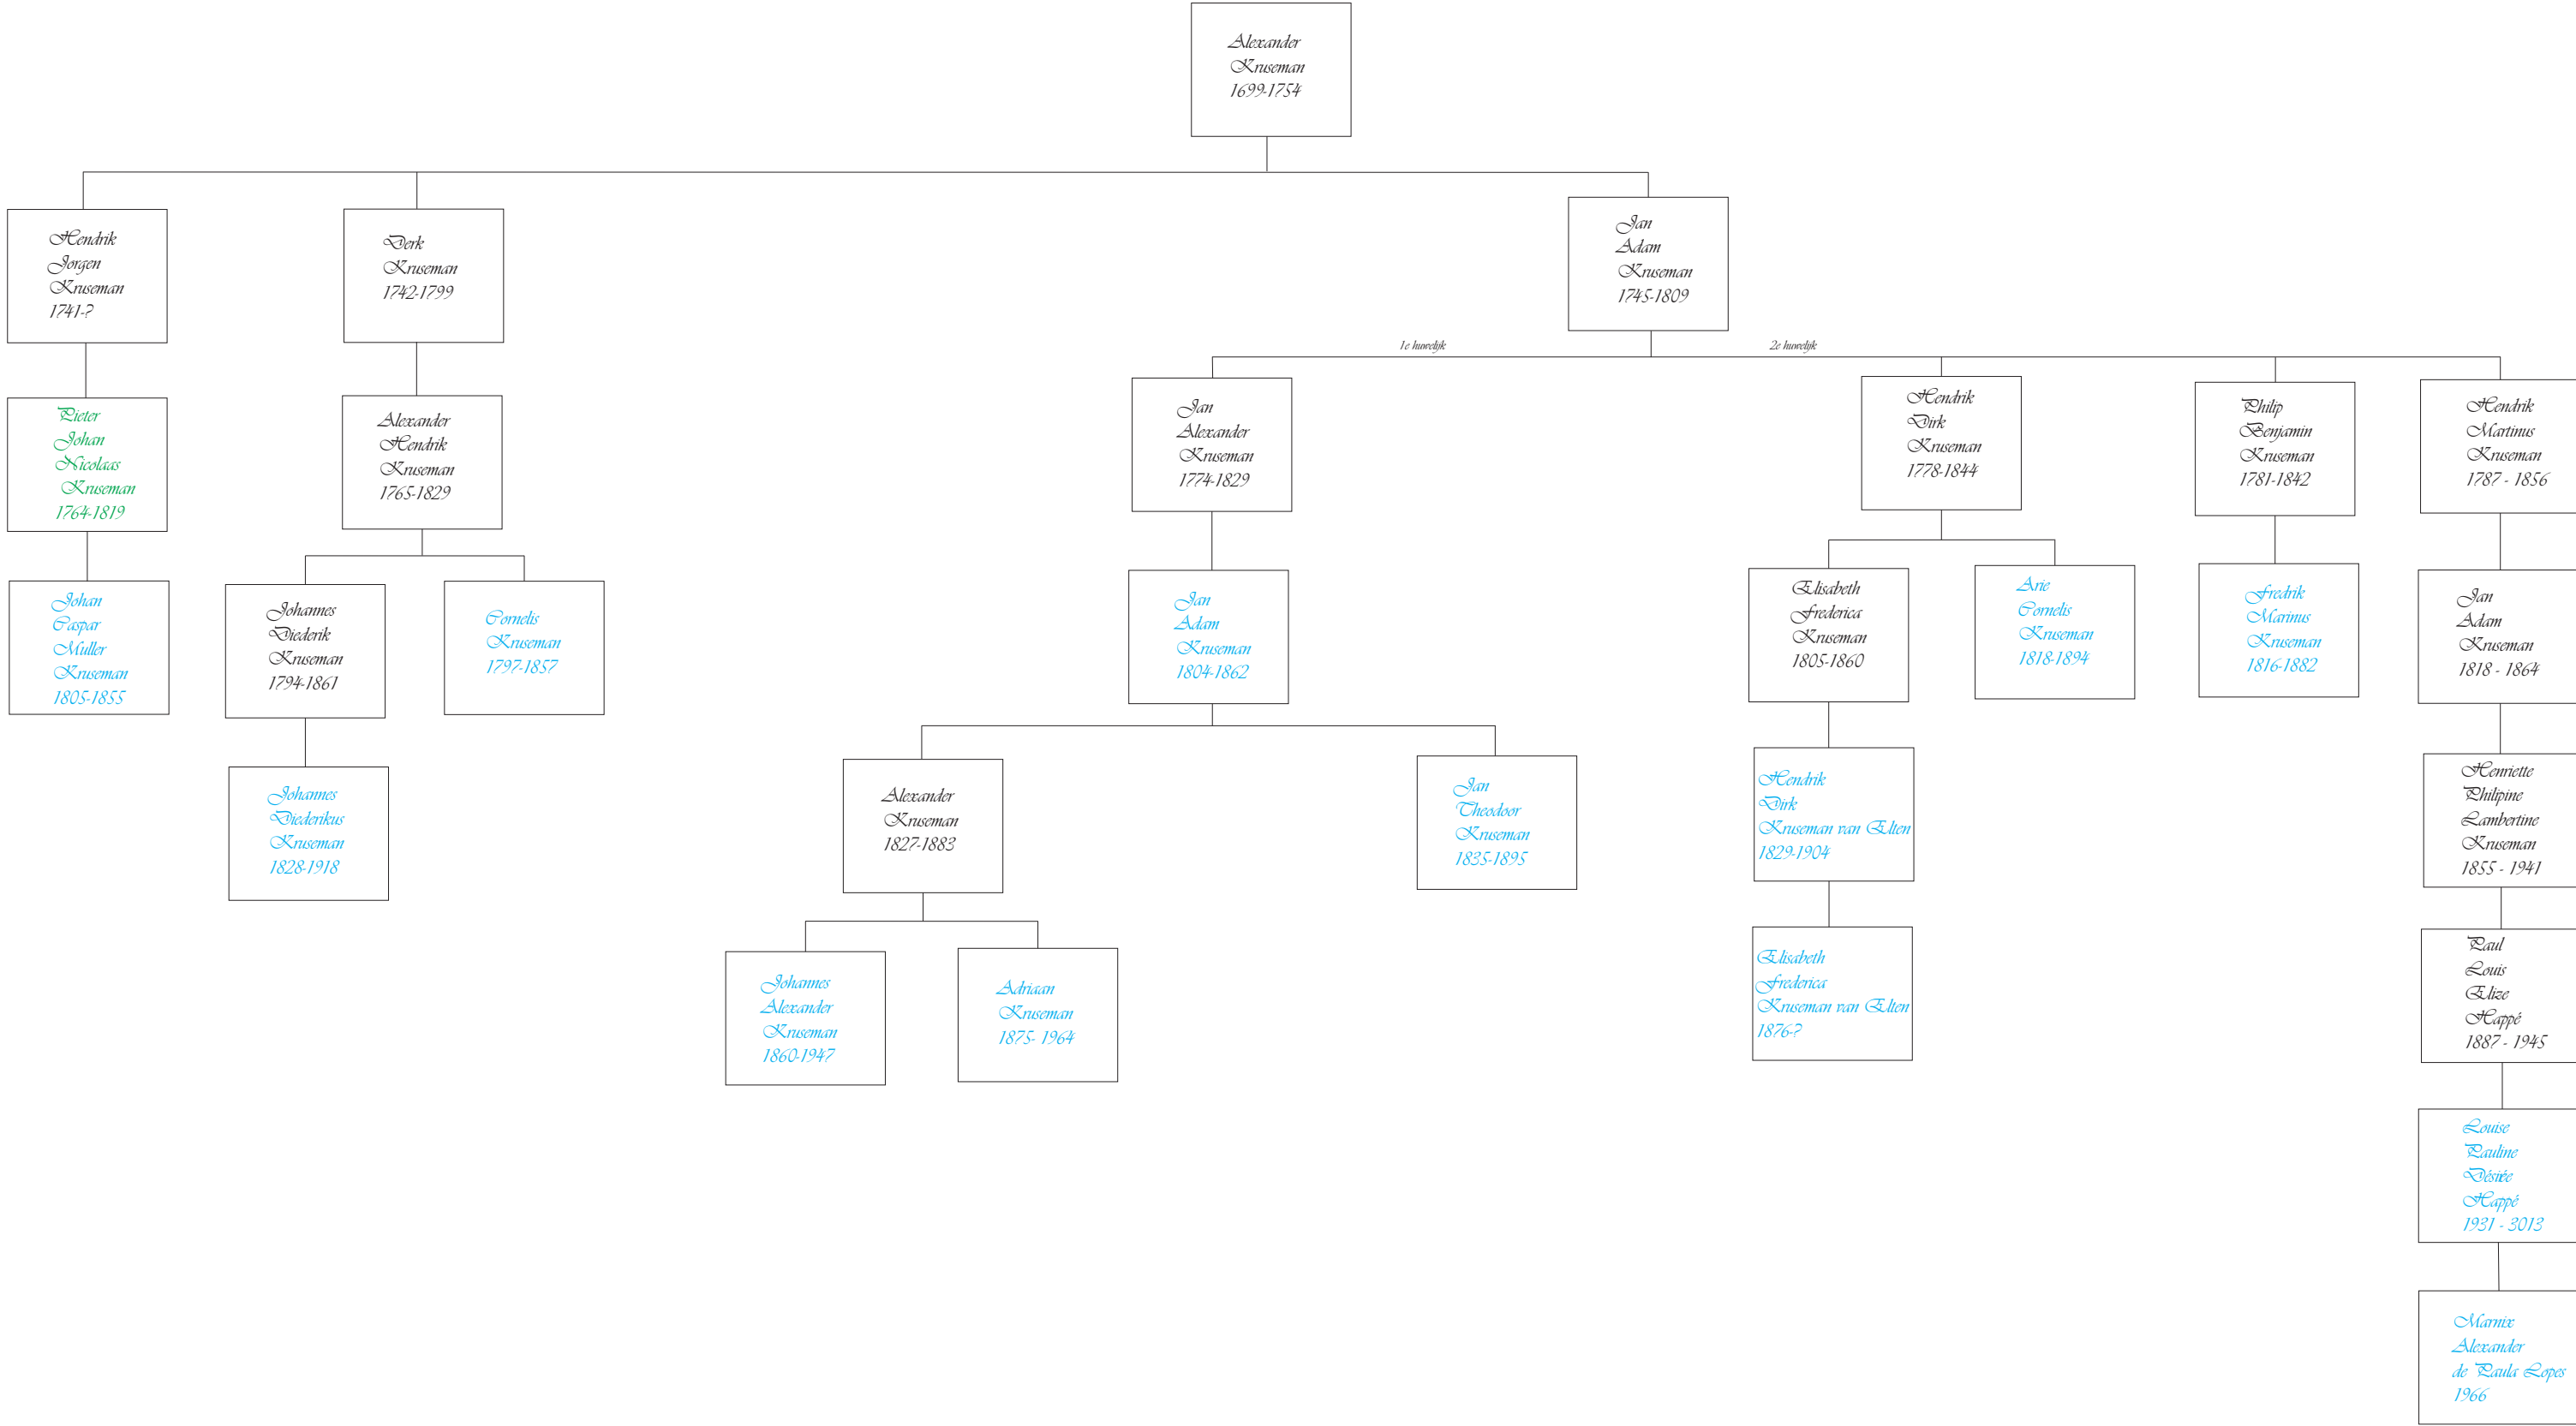 Alexander
Kruseman
1699-1754
Hendrik
Jorgen
Kruseman
1741-?
Derk
Kruseman
1742-1799
Jan
Adam
Kruseman
1745-1809
1e huwelijk
2e huwelijk
Pieter
Johan
Nicolaas
Kruseman
1764-1819
Alexander
Hendrik
Kruseman
1765-1829
Jan
Alexander
Kruseman
1774-1829
Hendrik
Dirk
Kruseman
1778-1844
Philip
Benjamin
Kruseman
1781-1842
Hendrik
Martinus
Kruseman
1787 - 1856
Johan
Caspar
Muller
Kruseman
1805-1855
Johannes
Diederik
Kruseman
1794-1861
Cornelis
Kruseman
1797-1857
Jan
Adam
Kruseman
1804-1862
Elisabeth
Frederica
Kruseman
1805-1860
Arie
Cornelis
Kruseman
1818-1894
Fredrik
Marinus
Kruseman
1816-1882
Jan
Adam
Kruseman
1818 - 1864
Johannes
Diederikus
Kruseman
1828-1918
Alexander
Kruseman
1827-1883
Jan
Theodoor
Kruseman
1835-1895
Hendrik
Dirk
Kruseman van Elten
1829-1904
Henriette
Philipine
Lambertine
Kruseman
1855 - 1941
Johannes
Alexander
Kruseman
1860-1947
Adriaan
Kruseman
1875- 1964
Elisabeth
Frederica
Kruseman van Elten
1876-?
Paul
Louis
Elize
Happé
1887 - 1945
Louise
Pauline
Désirée
Happé
1931 - 3013
Marnix
Alexander
de Paula Lopes
1966